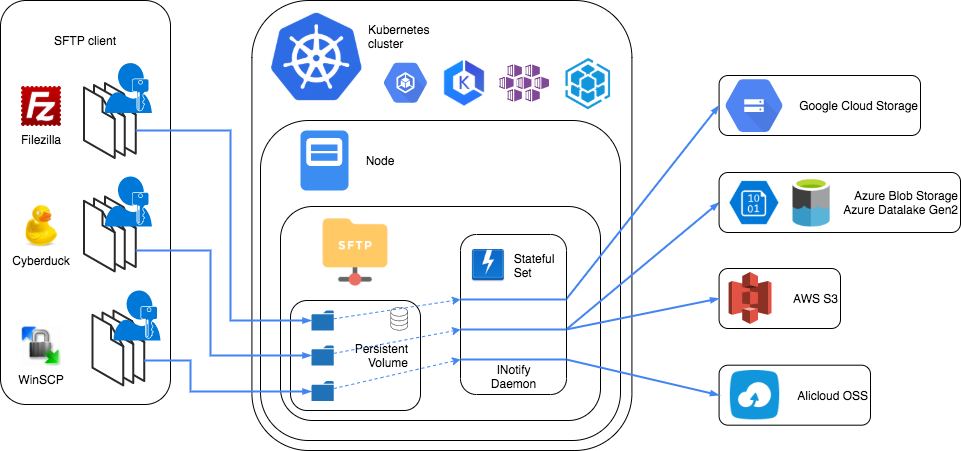 SFTP client
Fz
Filezilla
Cyberduck
WinSCP
Kubernetes
cluster
K
Node
SFTP
Persistent
Volume
Stateful
Set
INotify
Daemon
Google Cloud Storage
10
01
Azure Blob Storage
Azure Datalake Gen2
AWS S3
Alicloud OSS